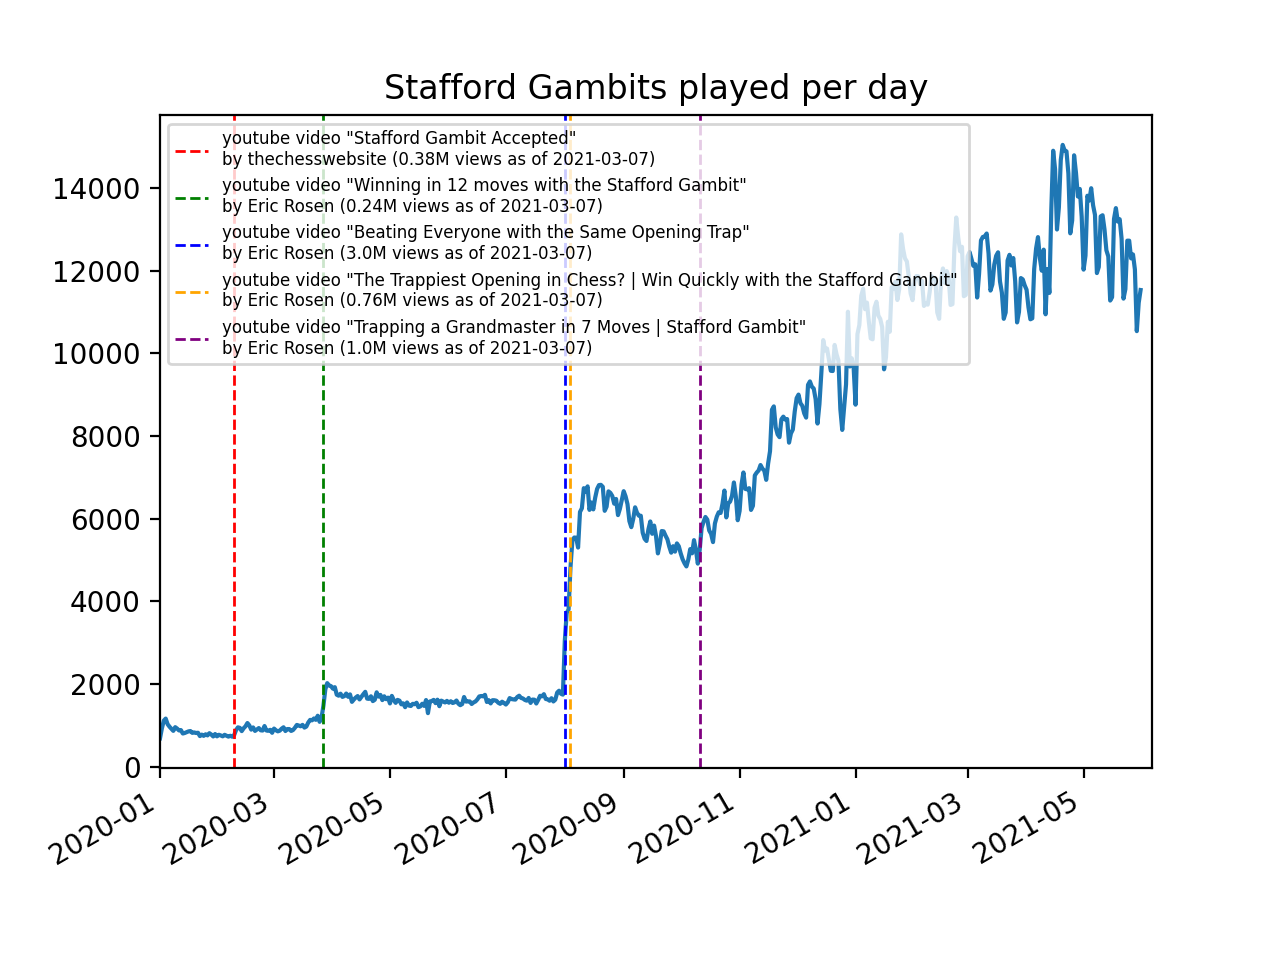 Stafford Gambits played per day
youtube video "Stafford Gambit Accepted"
by thechesswebsite (0.38M views as of 2021-03-07)
youtube video "Winning in 12 moves with the Stafford Gambit"
by Eric Rosen (0.24M views as of 2021-03-07)
youtube video "Beating Everyone with the Same Opening Trap"
by Eric Rosen (3.0M views as of 2021-03-07)
youtube video "The Trappiest Opening in Chess? | Win Quickly with the Stafford Gambit"
by Eric Rosen (0.76M views as of 2021-03-07)
youtube video "Trapping a Grandmaster in 7 Moves | Stafford Gambit"
by Eric Rosen (1.0M views as of 2021-03-07)
14000
12000
10000
8000
6000
4000
2000
0
2020-01
2020-03
2020-05
2020-07
2020-09
2020-11
2021-01
2021-03
2021-05